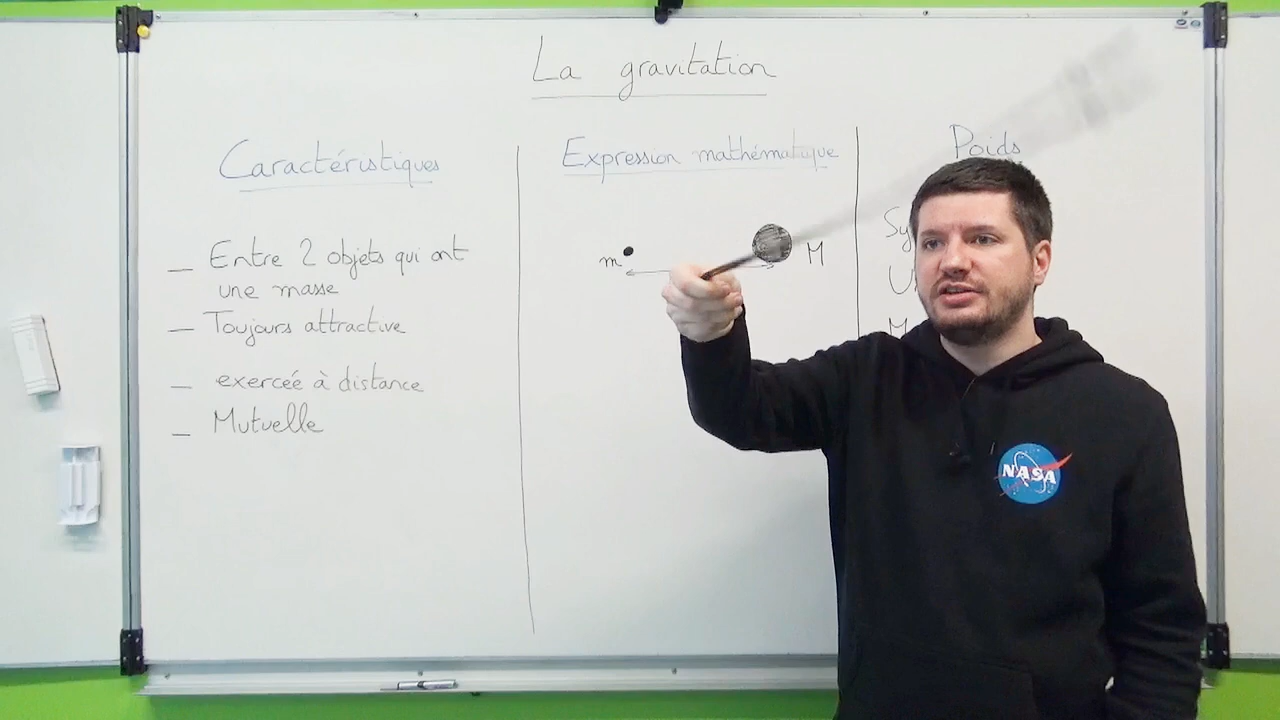 La gravitation
Caractéristiques
_ Entre 2 objets qui ont
une masse
_ Toujours attractive
_ exercée à distance
_ Mutuelle
Expression mathématique
m
M
Poids
NASA